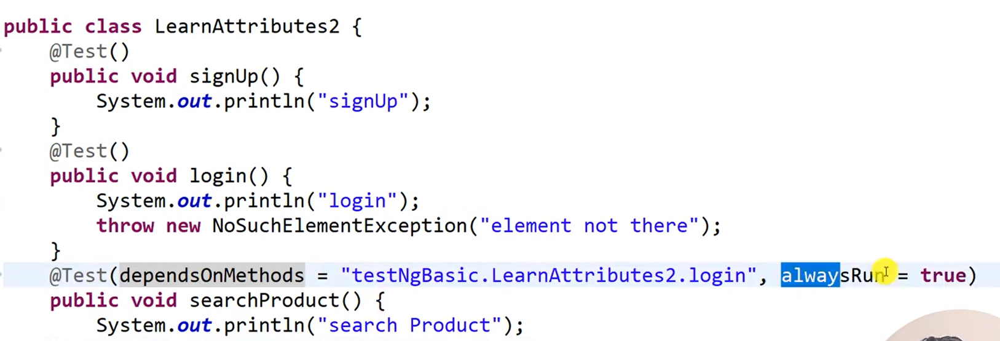 public class LearnAttributes2 {
@Test()
public void signUp() {
System.out.println("signUp");
}
@Test()
public void login() {
System.out.println("login");
throw new NoSuchElementException("element not there");
}
@Test(dependsOnMethods = "testNgBasic.LearnAttributes2.login", alwaysRun = true)
public void searchProduct() {
System.out.println("search Product");